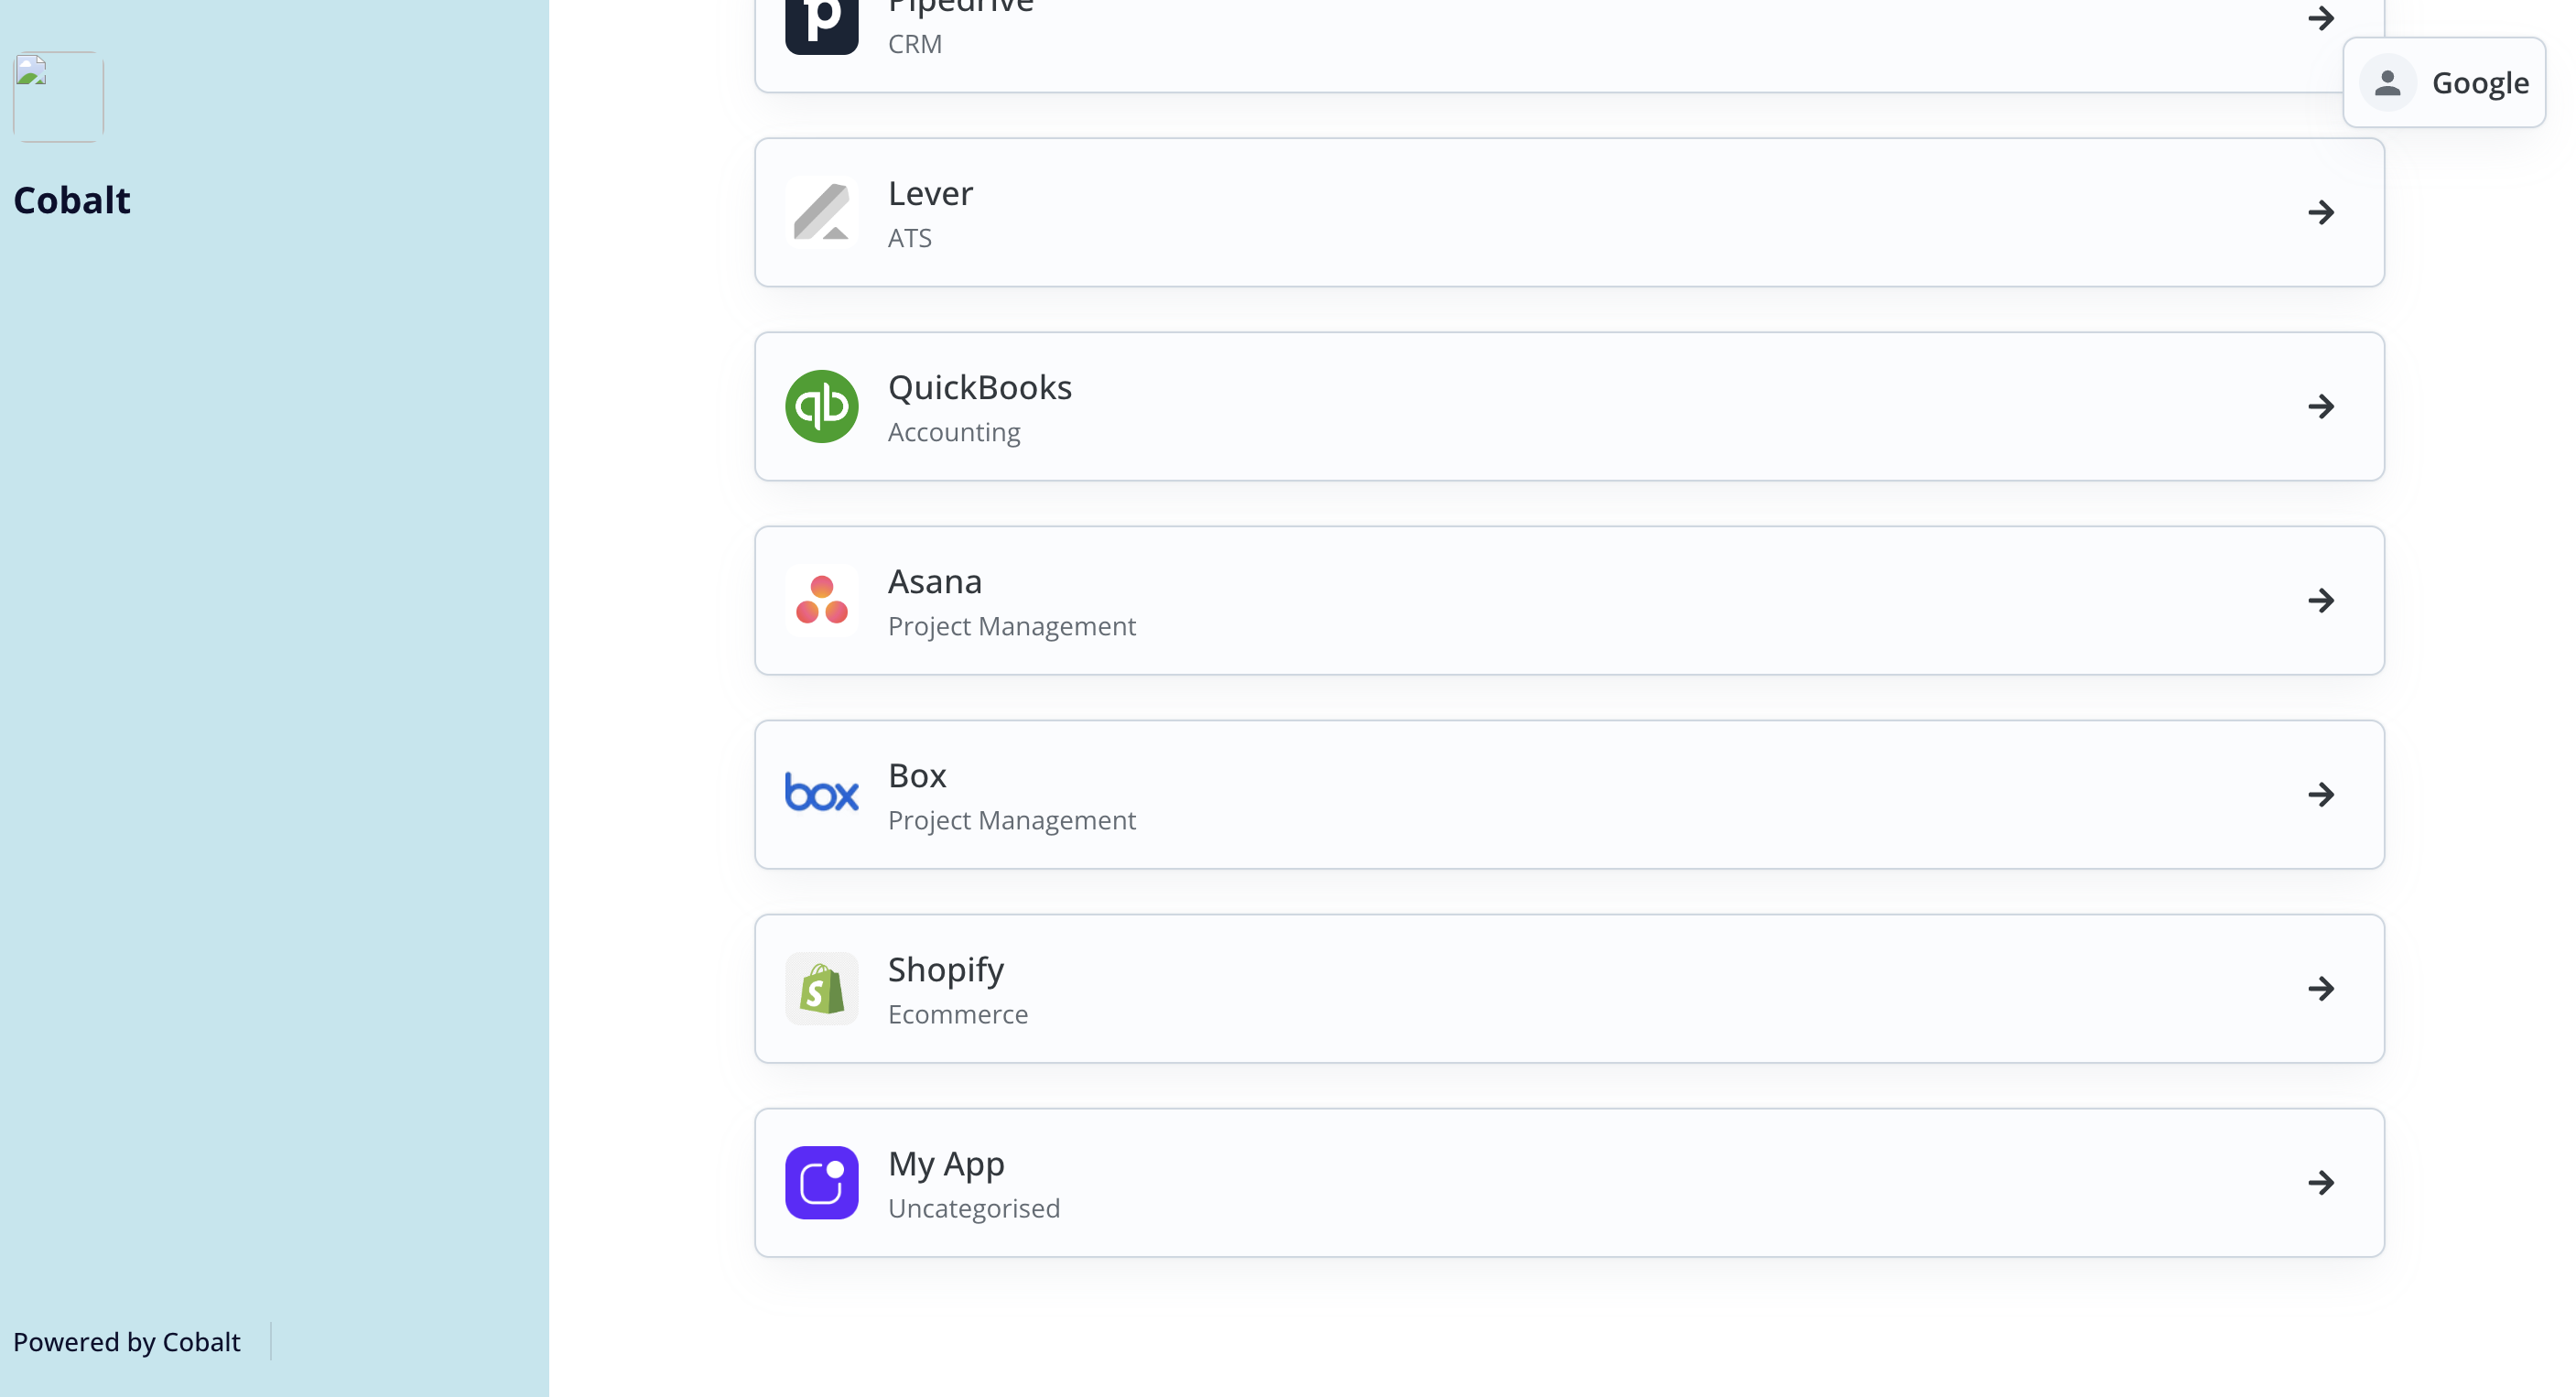 Cobalt
Powered by Cobalt
Pipedrive
CRM
Google
Lever
ATS
QuickBooks
Accounting
Asana
Project Management
box
Box
Project Management
Shopify
Ecommerce
My App
Uncategorised